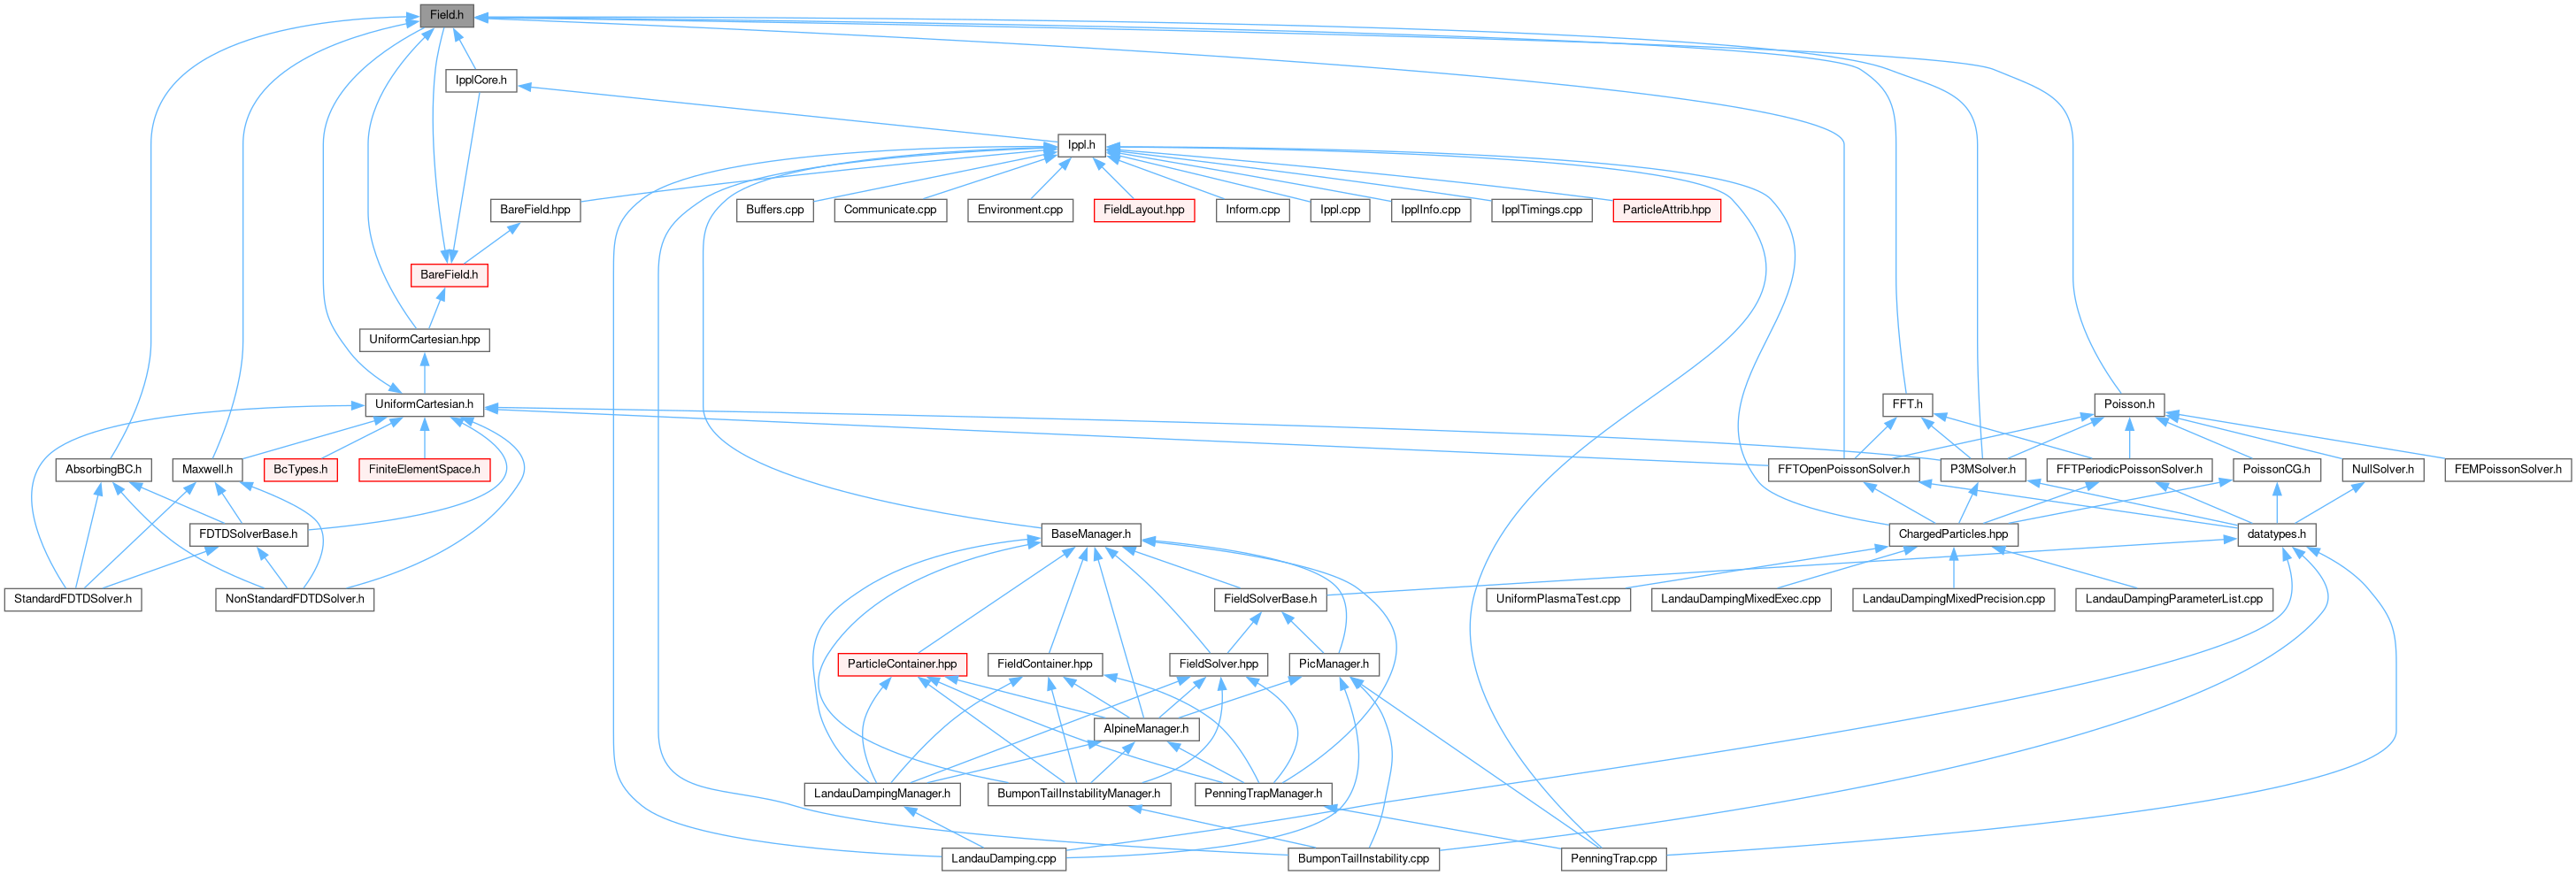 Field.h
IpplCore.h
Ippl.h
BareField.hpp
Buffers.cpp
Communicate.cpp
Environment.cpp
FieldLayout.hpp
Inform.cpp
Ippl.cpp
IpplInfo.cpp
IpplTimings.cpp
ParticleAttrib.hpp
BareField.h
UniformCartesian.hpp
UniformCartesian.h
FFT.h
Poisson.h
AbsorbingBC.h
Maxwell.h
BcTypes.h
FiniteElementSpace.h
FFTOpenPoissonSolver.h
P3MSolver.h
FFTPeriodicPoissonSolver.h
PoissonCG.h
NullSolver.h
FEMPoissonSolver.h
FDTDSolverBase.h
BaseManager.h
ChargedParticles.hpp
datatypes.h
StandardFDTDSolver.h
NonStandardFDTDSolver.h
FieldSolverBase.h
UniformPlasmaTest.cpp
LandauDampingMixedExec.cpp
LandauDampingMixedPrecision.cpp
LandauDampingParameterList.cpp
ParticleContainer.hpp
FieldContainer.hpp
FieldSolver.hpp
PicManager.h
AlpineManager.h
LandauDampingManager.h
BumponTailInstabilityManager.h
PenningTrapManager.h
LandauDamping.cpp
BumponTailInstability.cpp
PenningTrap.cpp